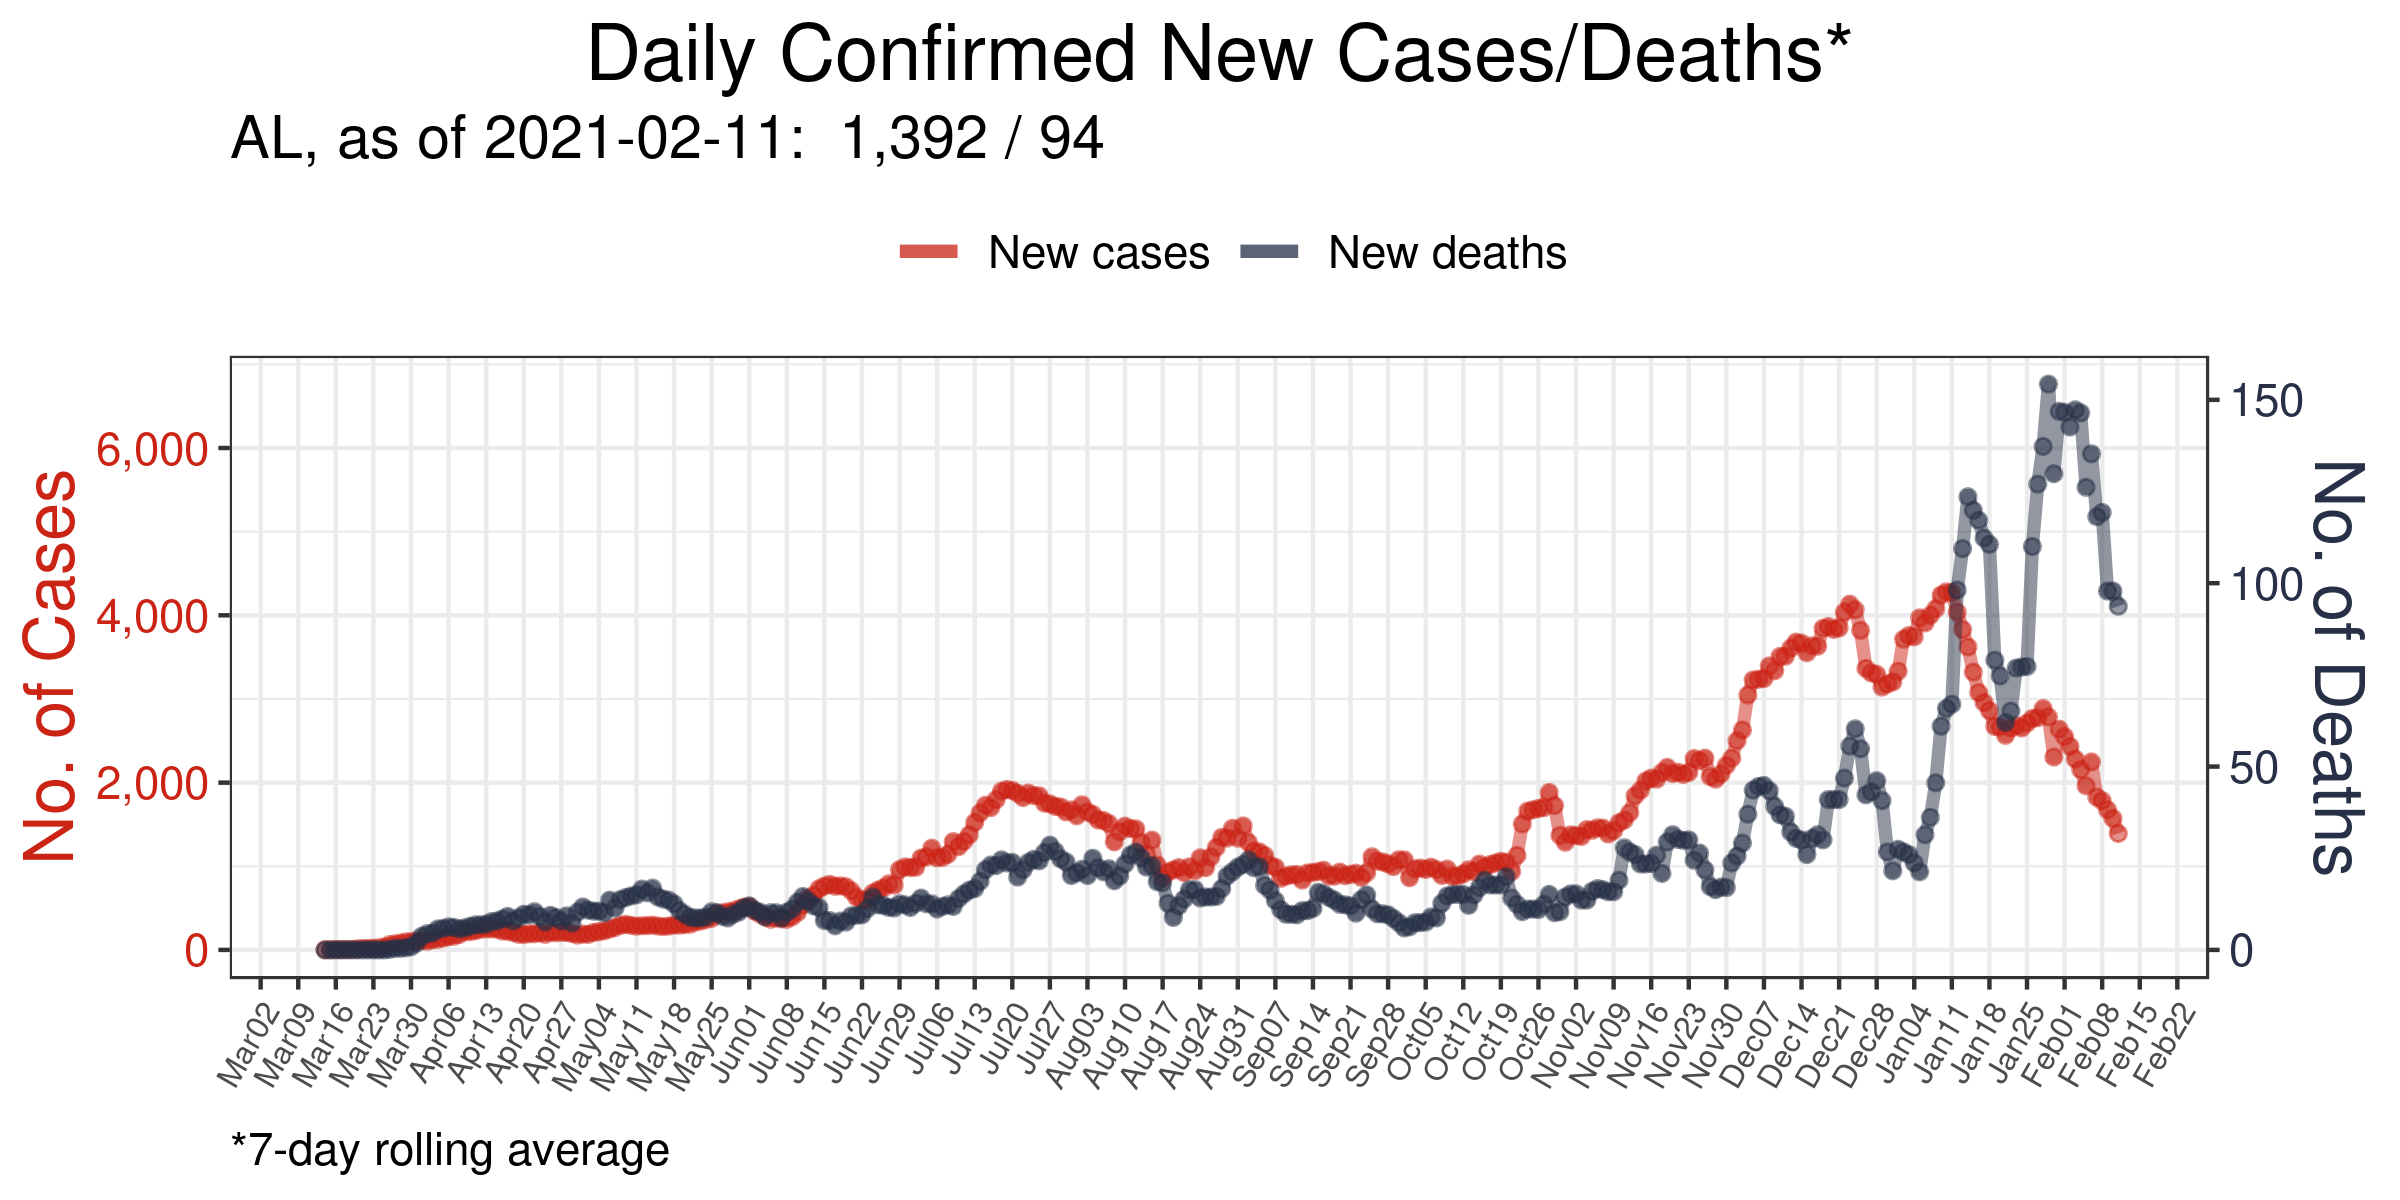 Daily Confirmed New Cases/Deaths*
AL, as of 2021-02-11:  1,392 / 94
New cases
New deaths
No. of Cases
6,000
4,000
2,000
0
150
100
50
0
No. of Deaths
Mar02
Mar09
Mar16
Mar23
Mar30
Apr06
Apr13
Apr20
Apr27
May04
May11
May18
May25
Jun01
Jun08
Jun15
Jun22
Jun29
Jul06
Jul13
Jul20
Jul27
Aug03
Aug10
Aug17
Aug24
Aug31
Sep07
Sep14
Sep21
Sep28
Oct05
Oct12
Oct19
Oct26
Nov02
Nov09
Nov16
Nov23
Nov30
Dec07
Dec14
Dec21
Dec28
Jan04
Jan11
Jan18
Jan25
Feb01
Feb08
Feb15
Feb22
*7-day rolling average